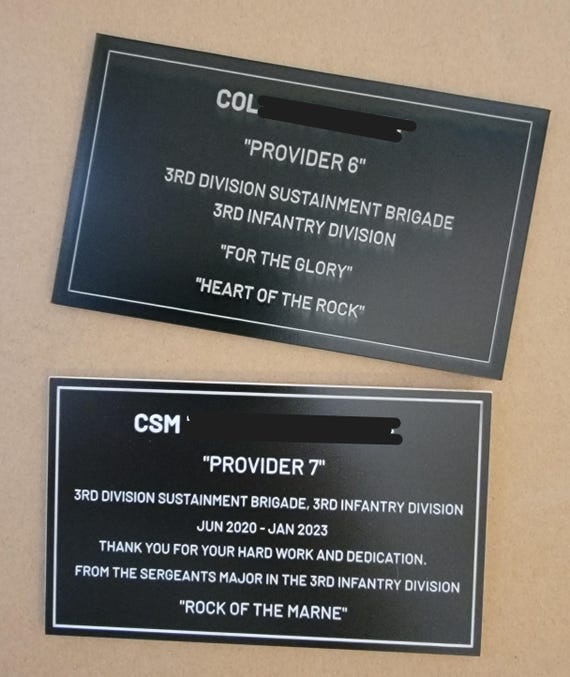 COL
"PROVIDER 6"
3RD DIVISION SUSTAINMENT BRIGADE
3RD INFANTRY DIVISION
"FOR THE GLORY"
"HEART OF THE ROCK"
CSM
"PROVIDER 7"
3RD DIVISION SUSTAINMENT BRIGADE, 3RD INFANTRY DIVISION
JUN 2020 - JAN 2023
THANK YOU FOR YOUR HARD WORK AND DEDICATION.
FROM THE SERGEANTS MAJOR IN THE 3RD INFANTRY DIVISION
"ROCK OF THE MARNE"